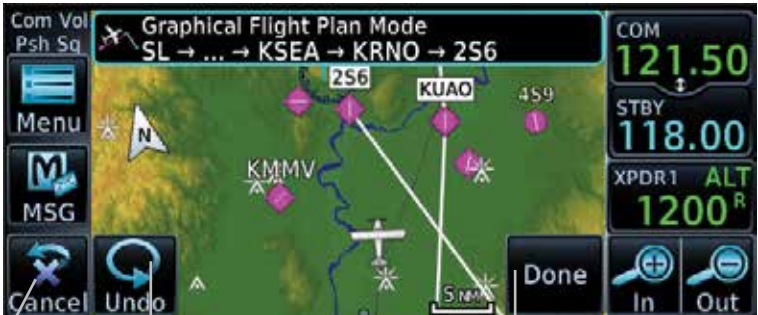 Com Vol
Psh Sq
Graphical Flight Plan Mode
SL → ... → KSEA → KRNO → 2S6
COM
121.50
STBY
118.00
XPDR1 ALT
1200 R
Menu
MSG
Cancel
Undo
2S6
KUAO
4S9
N
KMMV
5 NM
Done
In
Out